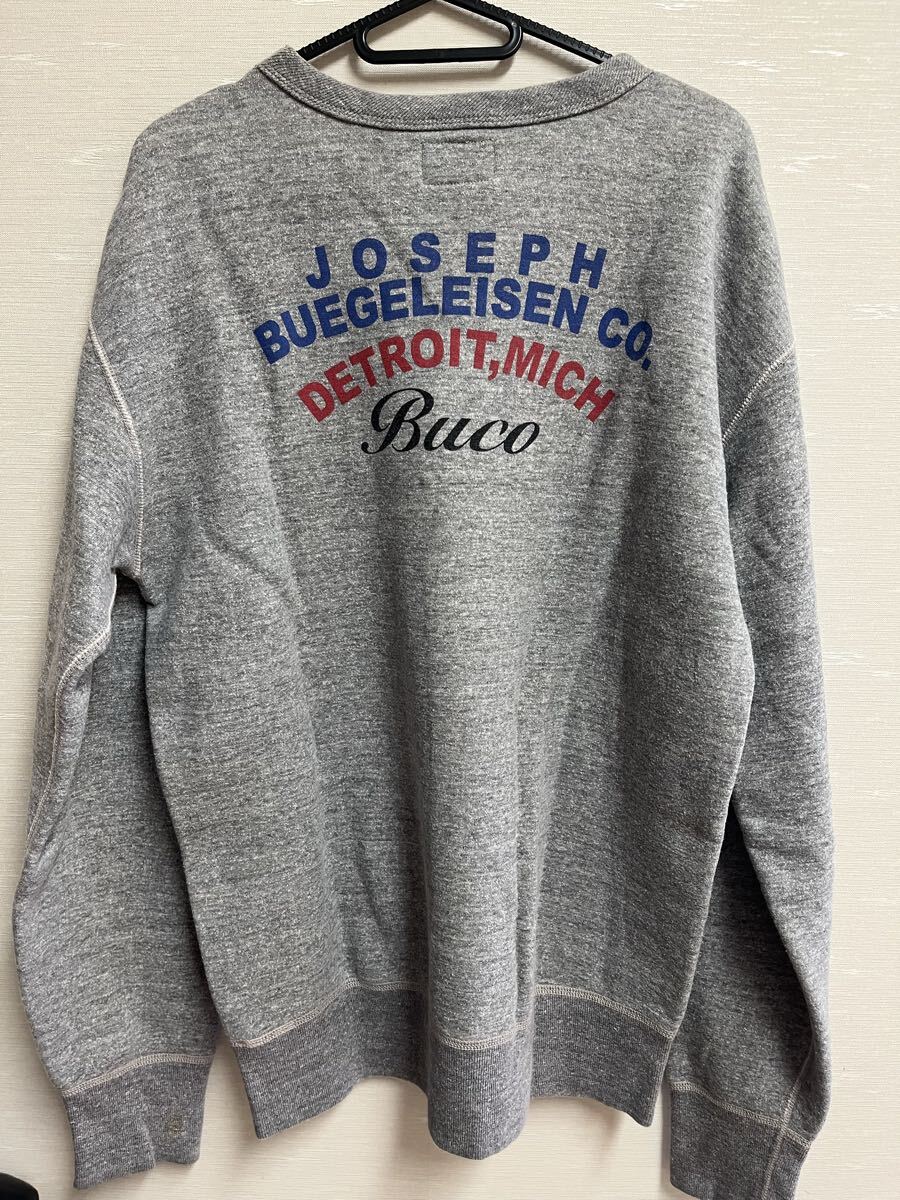 JOSEPH
BUEGELEISEN CO.
DETROIT,MICH
Buco